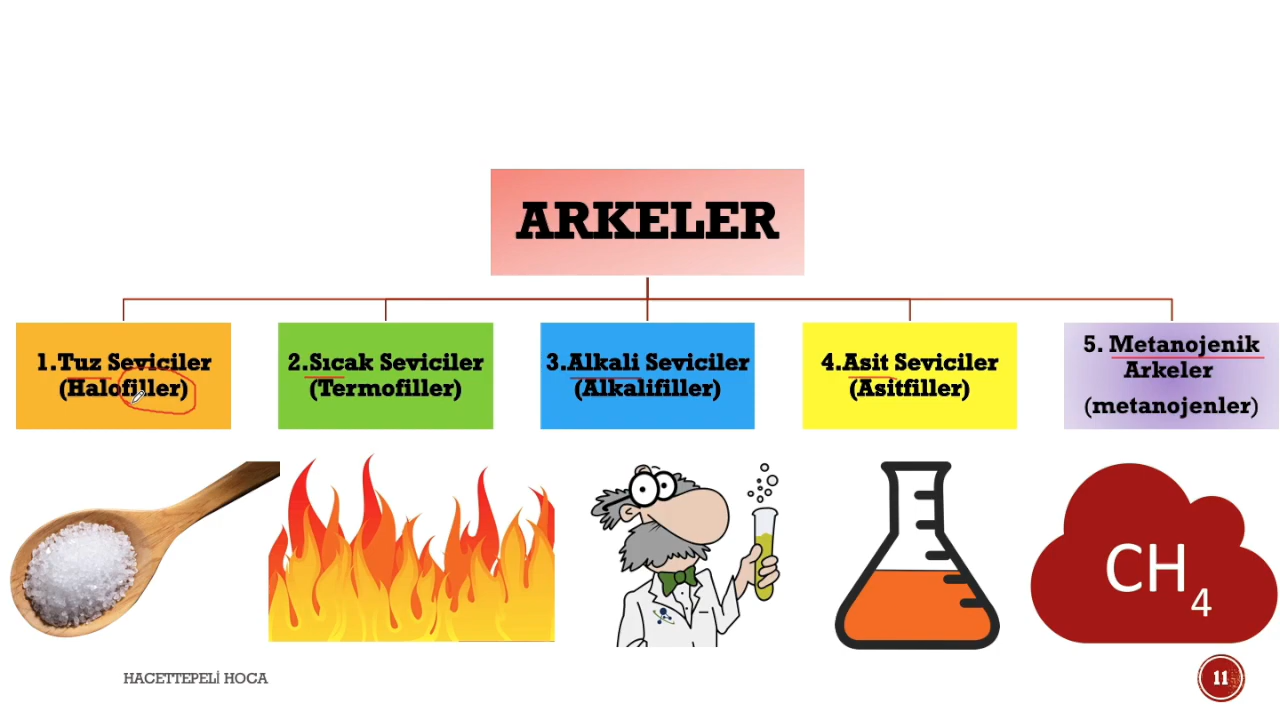 ARKELER
1.Tuz Seviciler
(Halofiller)
2.Sıcak Seviciler
(Termofiller)
3.Alkali Seviciler
(Alkalifiller)
4.Asit Seviciler
(Asitfiller)
5. Metanojenik
Arkeler
(metanojenler)
CH4
HACETTEPELİ HOCA
11